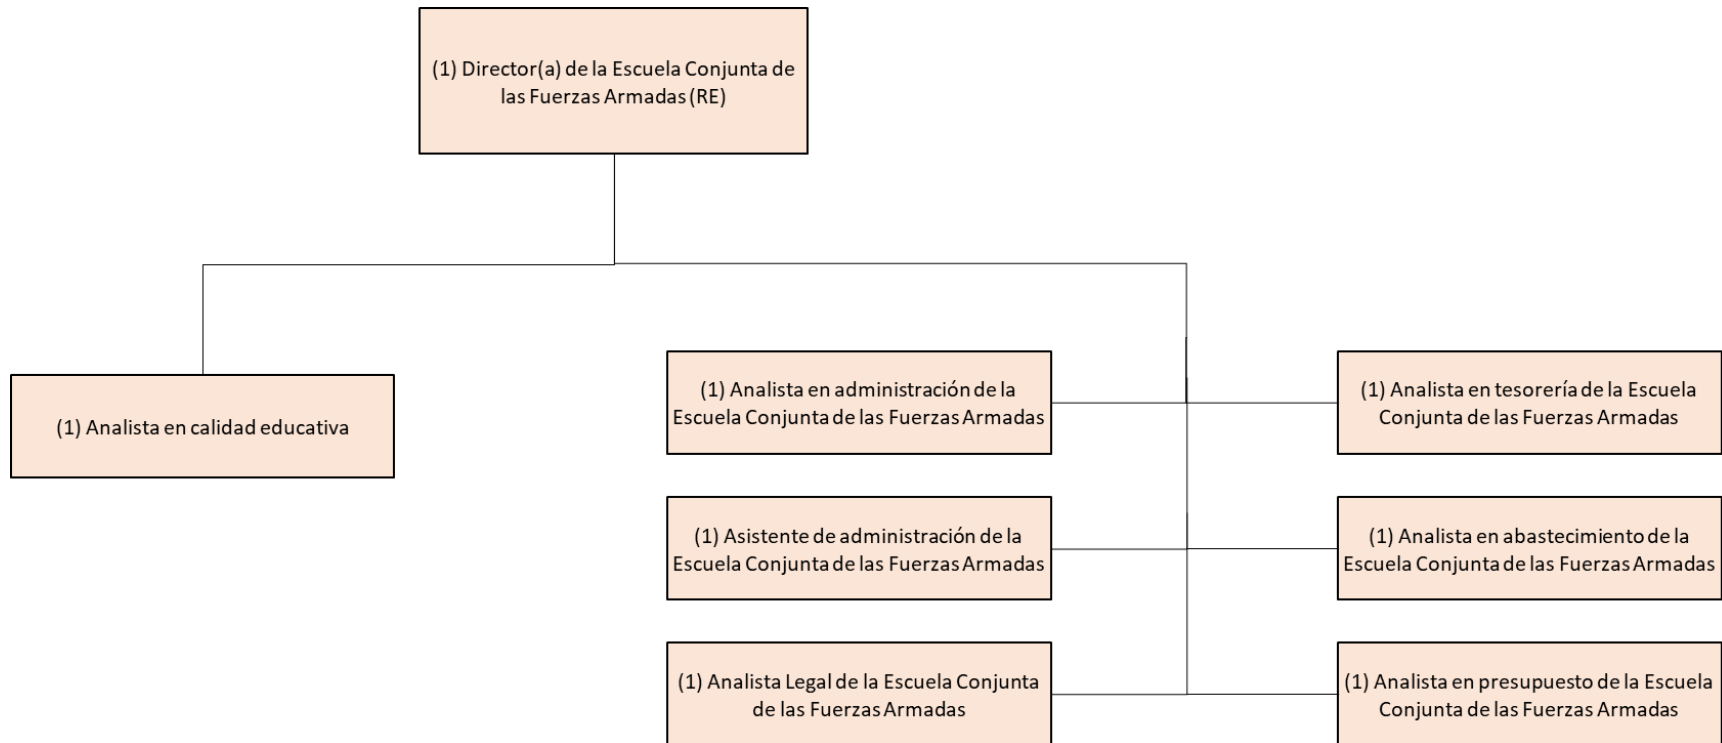 (1) Director(a) de la Escuela Conjunta de
las Fuerzas Armadas (RE)
(1) Analista en calidad educativa
(1) Analista en administración de la
Escuela Conjunta de las Fuerzas Armadas
(1) Analista en tesorería de la Escuela
Conjunta de las Fuerzas Armadas
(1) Asistente de administración de la
Escuela Conjunta de las Fuerzas Armadas
(1) Analista en abastecimiento de la
Escuela Conjunta de las Fuerzas Armadas
(1) Analista Legal de la Escuela Conjunta
de las Fuerzas Armadas
(1) Analista en presupuesto de la Escuela
Conjunta de las Fuerzas Armadas